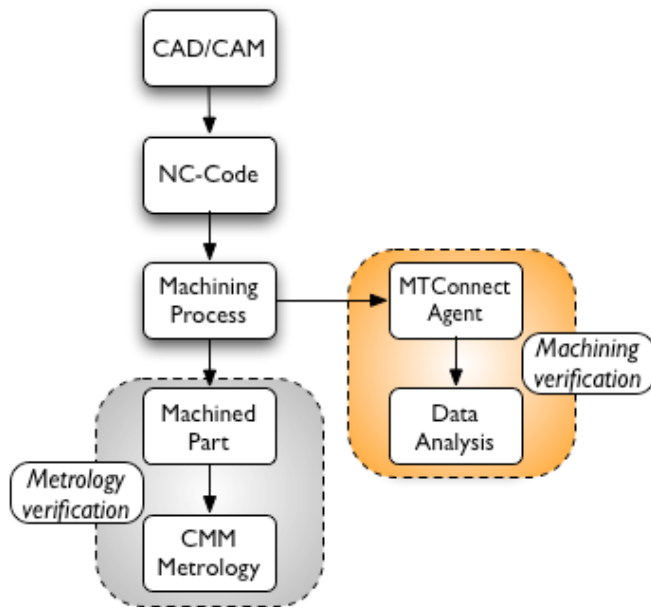 CAD/CAM
NC-Code
Machining
Process
MTConnect
Agent
Machining
verification
Data
Analysis
Machined
Part
Metrology
verification
CMM
Metrology